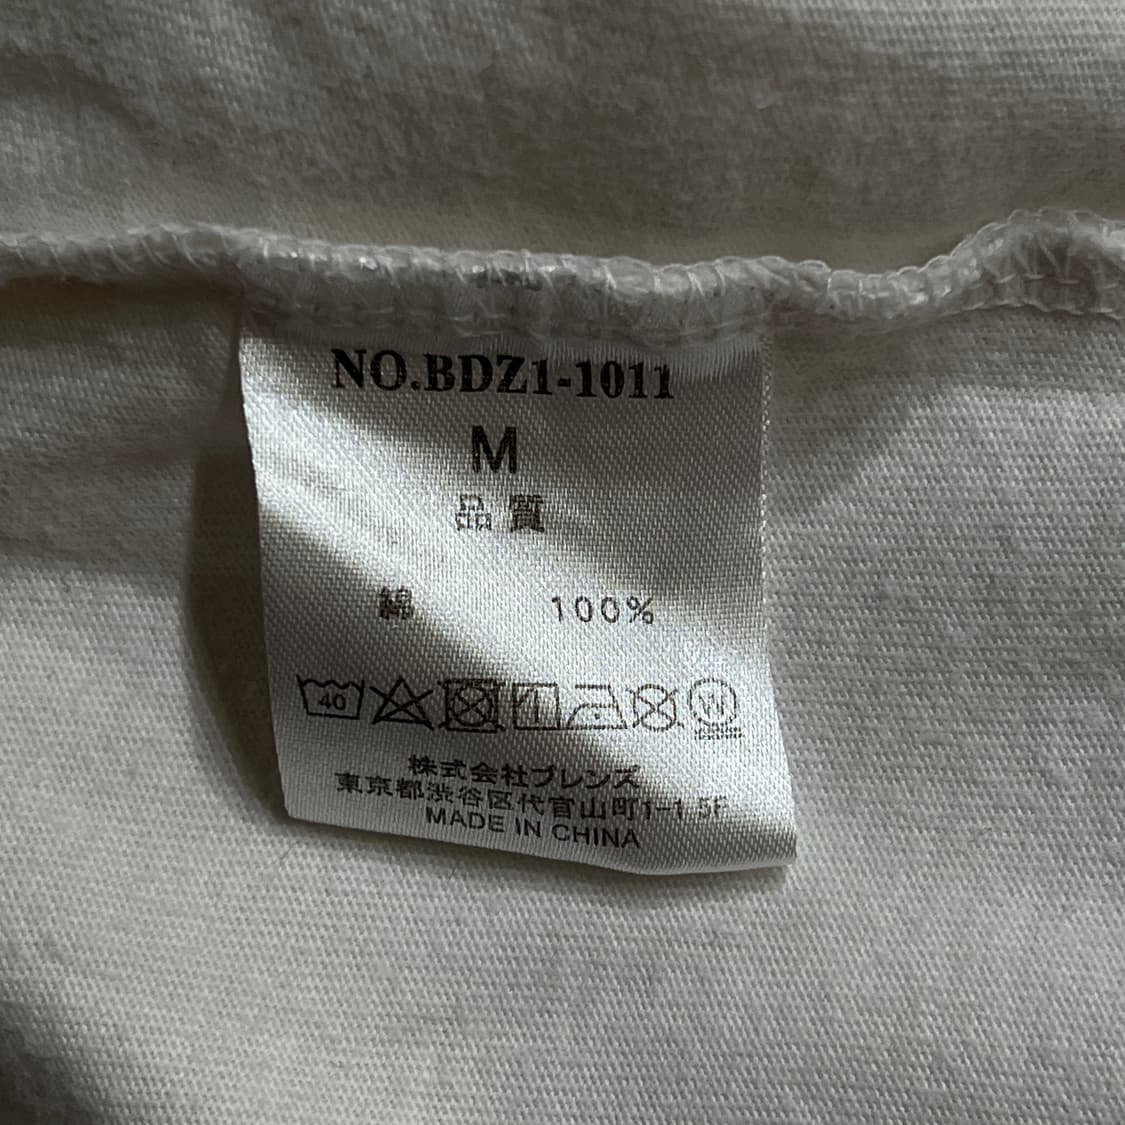 NO.BDZ1-1011
M
品質
綿 100%
40
W
株式会社ブレンズ
東京都渋谷区代官山町1-1 5F
MADE IN CHINA